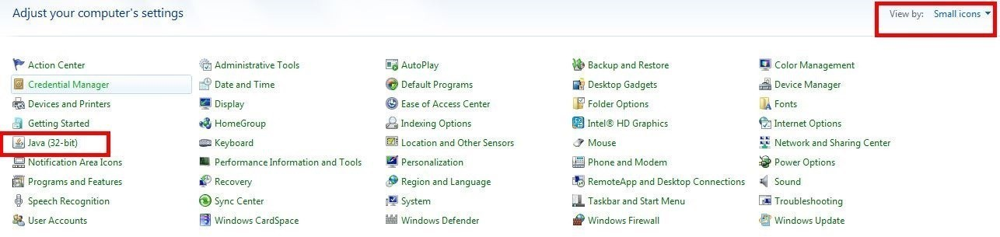 Adjust your computer's settings
View by: Small icons
Action Center Administrative Tools AutoPlay Backup and Restore Color Management
Credential Manager Date and Time Default Programs Desktop Gadgets Device Manager
Devices and Printers Display Ease of Access Center Folder Options Fonts
Getting Started HomeGroup Indexing Options Intel® HD Graphics Internet Options
Java (32-bit) Keyboard Location and Other Sensors Mouse Network and Sharing Center
Notification Area Icons Performance Information and Tools Personalization Phone and Modem Power Options
Programs and Features Recovery Region and Language RemoteApp and Desktop Connections Sound
Speech Recognition Sync Center System Taskbar and Start Menu Troubleshooting
User Accounts Windows CardSpace Windows Defender Windows Firewall Windows Update